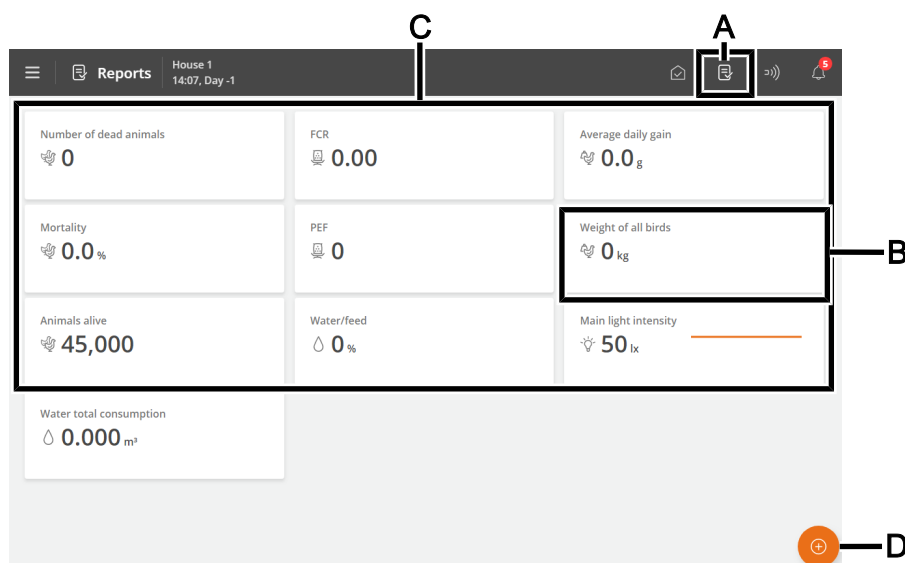 C
A
Reports
House 1
14:07, Day -1
5
Number of dead animals
0
FCR
0.00
Average daily gain
0.0 g
Mortality
0.0 %
PEF
0
Weight of all birds
0 kg
B
Animals alive
45,000
Water/feed
0 %
Main light intensity
50 lx
Water total consumption
0.000 m³
D